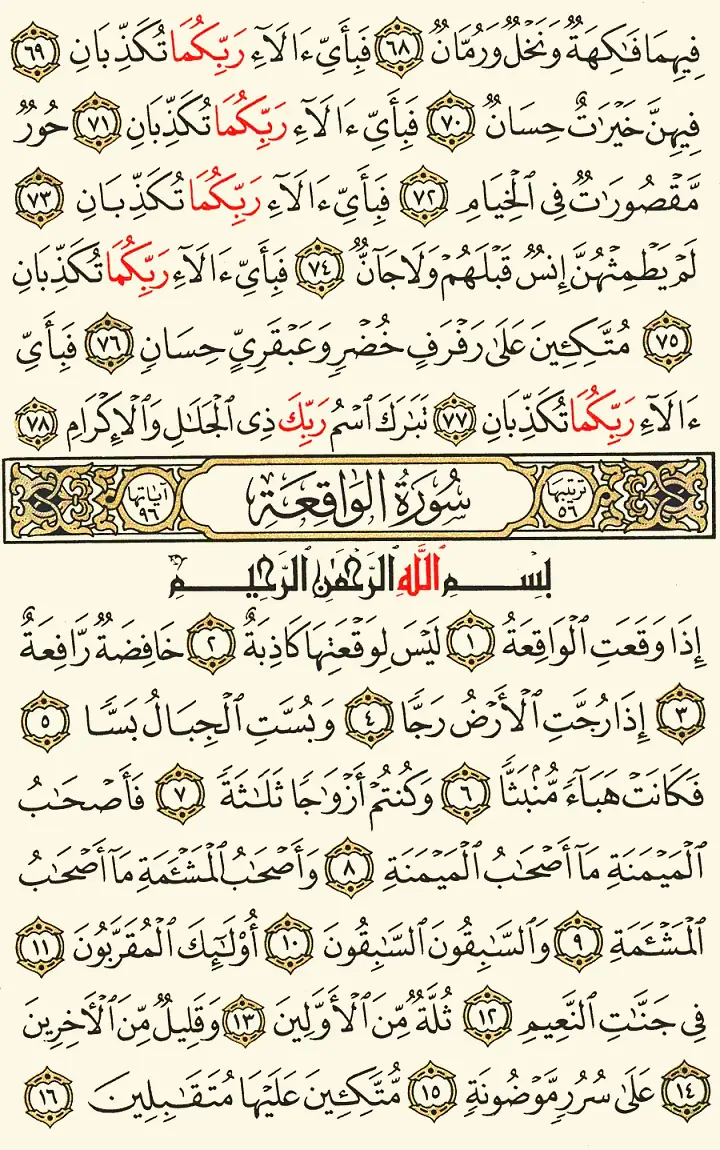 فِيهِمَا فَٰكِهَةٌ وَنَخْلٌ وَرُمَّانٌ ٦٨ فَبِأَيِّ ءَالَآءِ رَبِّكُمَا تُكَذِّبَانِ ٦٩
فِيهِنَّ خَيْرَٰتٌ حِسَانٌ ٧٠ فَبِأَيِّ ءَالَآءِ رَبِّكُمَا تُكَذِّبَانِ ٧١ حُورٌ
مَّقْصُورَٰتٌ فِى ٱلْخِيَامِ ٧٢ فَبِأَيِّ ءَالَآءِ رَبِّكُمَا تُكَذِّبَانِ ٧٣
لَمْ يَطْمِثْهُنَّ إِنسٌ قَبْلَهُمْ وَلَا جَآنٌّ ٧٤ فَبِأَيِّ ءَالَآءِ رَبِّكُمَا تُكَذِّبَانِ
٧٥ مُتَّكِـِٔينَ عَلَىٰ رَفْرَفٍ خُضْرٍ وَعَبْقَرِيٍّ حِسَانٍ ٧٦ فَبِأَيِّ
ءَالَآءِ رَبِّكُمَا تُكَذِّبَانِ ٧٧ تَبَٰرَكَ ٱسْمُ رَبِّكَ ذِى ٱلْجَلَٰلِ وَٱلْإِكْرَامِ ٧٨
ترتيبها ٥٦ سُورَةُ الوَاقِعَةِ آياتها ٩٦
بِسْمِ ٱللَّهِ ٱلرَّحْمَٰنِ ٱلرَّحِيمِ
إِذَا وَقَعَتِ ٱلْوَاقِعَةُ ١ لَيْسَ لِوَقْعَتِهَا كَاذِبَةٌ ٢ خَافِضَةٌ رَّافِعَةٌ
٣ إِذَا رُجَّتِ ٱلْأَرْضُ رَجًّا ٤ وَبُسَّتِ ٱلْجِبَالُ بَسًّا ٥
فَكَانَتْ هَبَآءً مُّنۢبَثًّا ٦ وَكُنتُمْ أَزْوَٰجًا ثَلَٰثَةً ٧ فَأَصْحَٰبُ
ٱلْمَيْمَنَةِ مَآ أَصْحَٰبُ ٱلْمَيْمَنَةِ ٨ وَأَصْحَٰبُ ٱلْمَشْـَٔمَةِ مَآ أَصْحَٰبُ
ٱلْمَشْـَٔمَةِ ٩ وَٱلسَّٰبِقُونَ ٱلسَّٰبِقُونَ ١٠ أُو۟لَٰٓئِكَ ٱلْمُقَرَّبُونَ ١١
فِى جَنَّٰتِ ٱلنَّعِيمِ ١٢ ثُلَّةٌ مِّنَ ٱلْأَوَّلِينَ ١٣ وَقَلِيلٌ مِّنَ ٱلْأَخِرِينَ
١٤ عَلَىٰ سُرُرٍ مَّوْضُونَةٍ ١٥ مُّتَّكِـِٔينَ عَلَيْهَا مُتَقَٰبِلِينَ ١٦